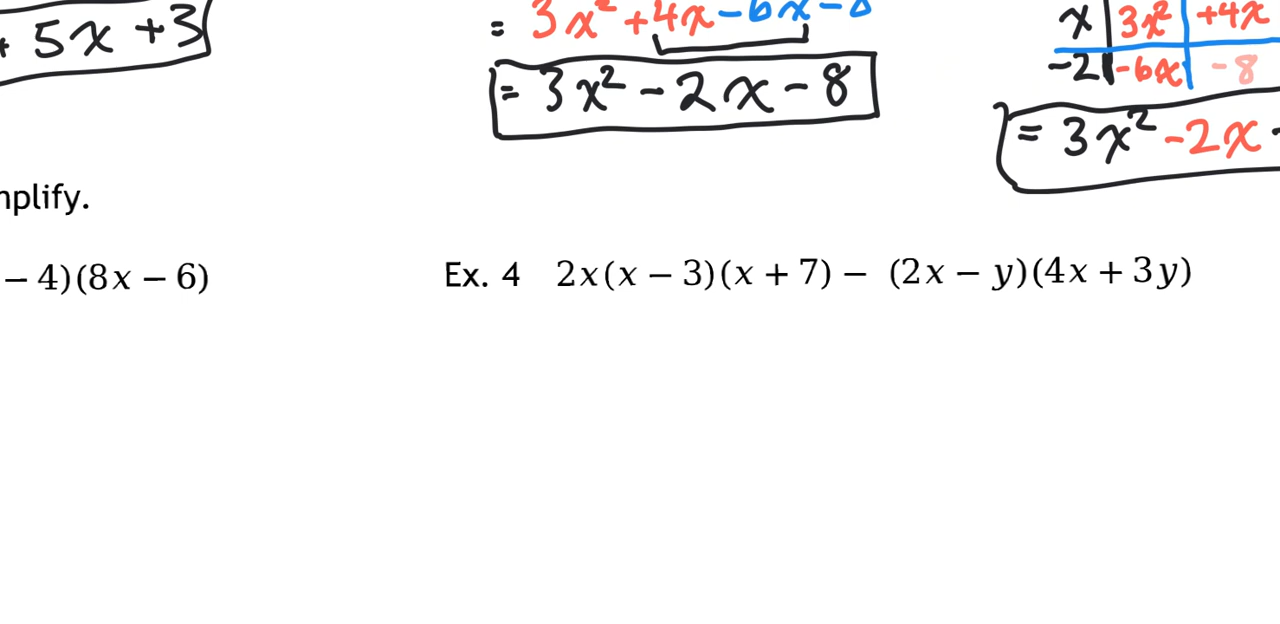 5x + 3
= 3x² + 4x - 6x - 8
= 3x² - 2x - 8
x 3x² +4x
-2 -6x -8
= 3x² - 2x
mplify.
– 4)(8x – 6)
Ex. 4 2x(x – 3)(x + 7) – (2x – y)(4x + 3y)